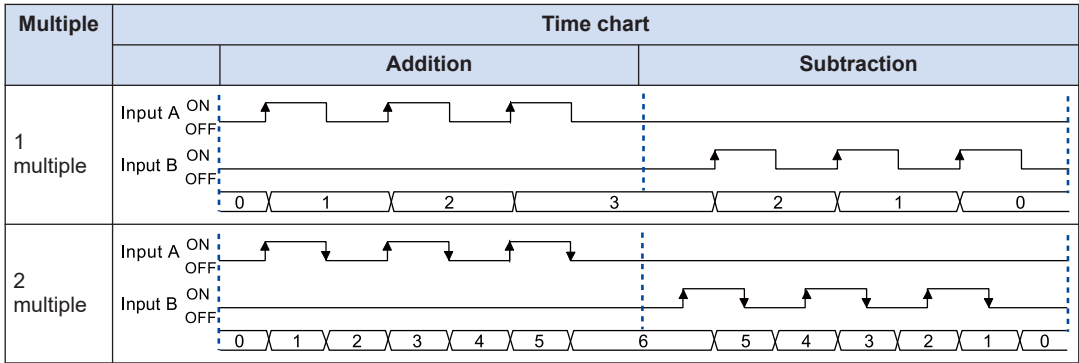 Multiple Time chart
Addition Subtraction
1 multiple
Input A ON
OFF
Input B ON
OFF
0 1 2 3 2 1 0
2 multiple
Input A ON
OFF
Input B ON
OFF
0 1 2 3 4 5 6 5 4 3 2 1 0